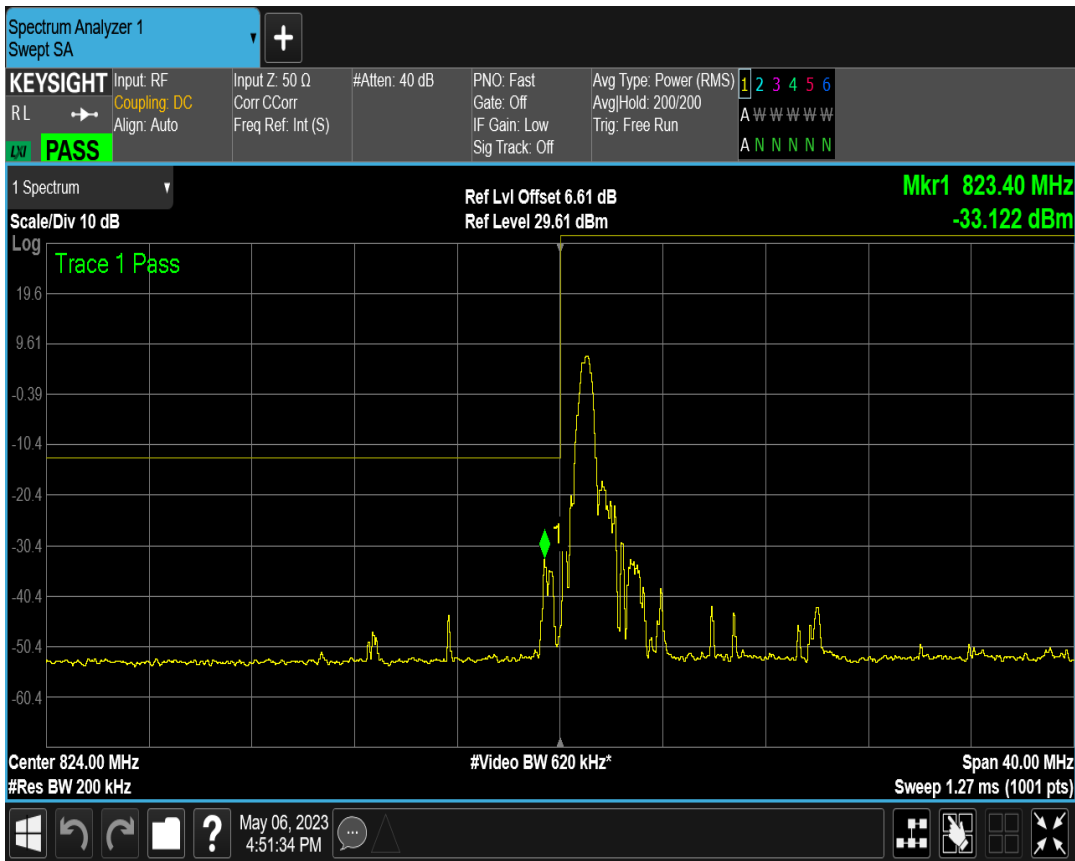 Spectrum Analyzer 1
Swept SA
+
KEYSIGHT
R L
LXI PASS
Input: RF
Coupling: DC
Align: Auto
Input Z: 50 Ω
Corr CCorr
Freq Ref: Int (S)
#Atten: 40 dB
PNO: Fast
Gate: Off
IF Gain: Low
Sig Track: Off
Avg Type: Power (RMS)
Avg|Hold: 200/200
Trig: Free Run
1 2 3 4 5 6
A W W W W W
A N N N N N
1 Spectrum
Scale/Div 10 dB
Ref Lvl Offset 6.61 dB
Ref Level 29.61 dBm
Mkr1 823.40 MHz
-33.122 dBm
Log
Trace 1 Pass
19.6
9.61
-0.39
-10.4
-20.4
-30.4
-40.4
-50.4
-60.4
1
Center 824.00 MHz
#Video BW 620 kHz*
Span 40.00 MHz
#Res BW 200 kHz
Sweep 1.27 ms (1001 pts)
?
May 06, 2023
4:51:34 PM